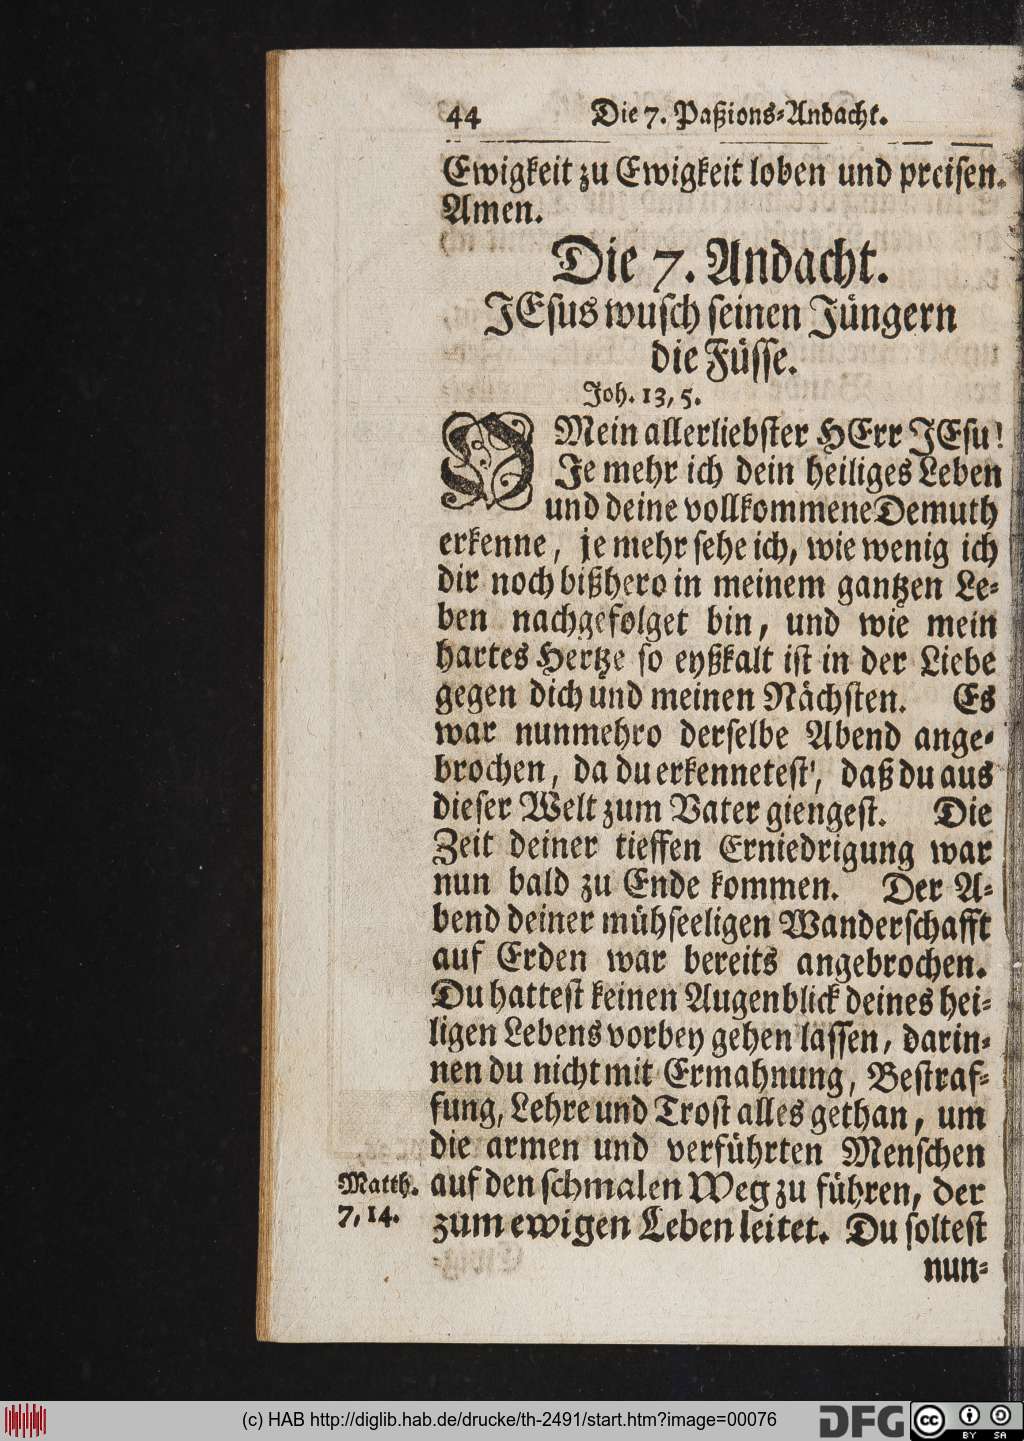 44 Die 7. Paßions-Andacht.
Ewigkeit zu Ewigkeit loben und preisen.
Amen.
Die 7. Andacht.
JEsus wusch seinen Jüngern
die Füsse.
Joh. 13, 5.
O Mein allerliebster HErr JEsu!
Je mehr ich dein heiliges Leben
und deine vollkommene Demuth
erkenne, je mehr sehe ich, wie wenig ich
dir noch bißhero in meinem gantzen Le-
ben nachgefolget bin, und wie mein
hartes Hertze so eyßkalt ist in der Liebe
gegen dich und meinen Nächsten. Es
war nunmehro derselbe Abend ange-
brochen, da du erkennetest, daß du aus
dieser Welt zum Vater giengest. Die
Zeit deiner tieffen Erniedrigung war
nun bald zu Ende kommen. Der A-
bend deiner mühseeligen Wanderschafft
auf Erden war bereits angebrochen.
Du hattest keinen Augenblick deines hei-
ligen Lebens vorbey gehen lassen, darin-
nen du nicht mit Ermahnung, Bestraf-
fung, Lehre und Trost alles gethan, um
die armen und verführten Menschen
Matth. auf den schmalen Weg zu führen, der
7, 14. zum ewigen Leben leitet. Du soltest
nun-
(c) HAB http://diglib.hab.de/drucke/th-2491/start.htm?image=00076
DFG
cc BY SA